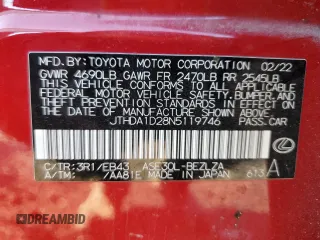 MFD. BY: TOYOTA MOTOR CORPORATION 02/22
GVWR 4690LB GAWR FR 2470LB RR 2545LB
THIS VEHICLE CONFORMS TO ALL APPLICABLE
FEDERAL MOTOR VEHICLE SAFETY, BUMPER, AND
THEFT PREVENTION STANDARDS IN EFFECT ON
THE DATE OF MANUFACTURE SHOWN ABOVE.
JTHDA1D28N5119746
PASS. CAR
C/TR: 3R1/EB43 ASE30L-BEZLZA A
A/TM: /AA81E MADE IN JAPAN 613
DREAMBID